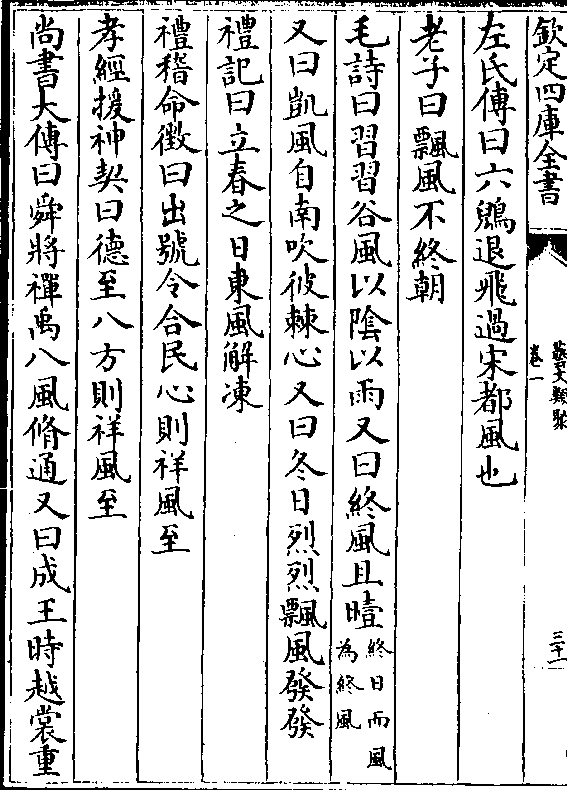 欽定四庫全書
藝文類聚
卷一
三十一
左氏傳曰六鷁退飛過宋都風也
老子曰飄風不終朝
毛詩曰習習谷風以陰以雨又曰終風且曀終日而風
為終風
又曰凱風自南吹彼棘心又曰冬日烈烈飄風發發
禮記曰立春之日東風解凍
禮稽命徵曰出號令合民心則祥風至
孝經援神契曰德至八方則祥風至
尚書大傳曰舜將禪禹八風脩通又曰成王時越裳重